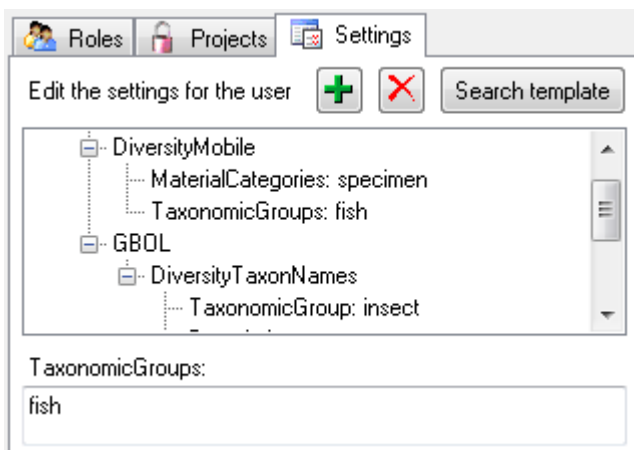 Roles Projects Settings
Edit the settings for the user Search template
DiversityMobile
MaterialCategories: specimen
TaxonomicGroups: fish
GBOL
DiversityTaxonNames
TaxonomicGroup: insect
TaxonomicGroups:
fish